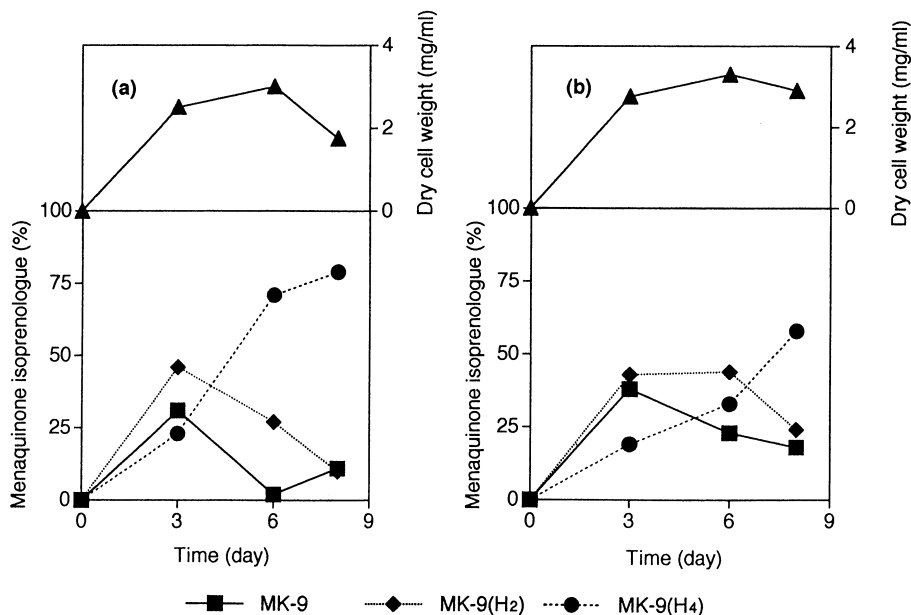 (a)
4
2
0
Dry cell weight (mg/ml)
100
75
50
25
0
Menaquinone isoprenologue (%)
0 3 6 9
Time (day)
(b)
4
2
0
Dry cell weight (mg/ml)
100
75
50
25
0
Menaquinone isoprenologue (%)
0 3 6 9
Time (day)
MK-9 MK-9(H2) MK-9(H4)